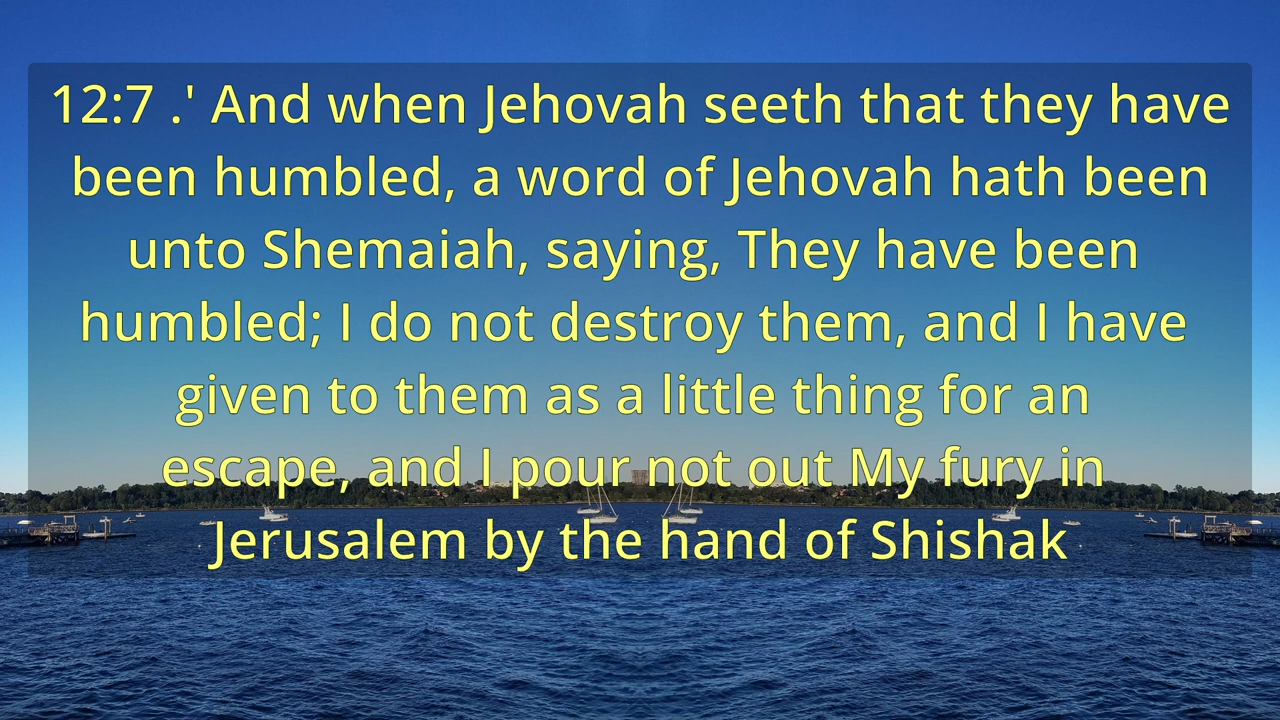 12:7 .' And when Jehovah seeth that they have
been humbled, a word of Jehovah hath been
unto Shemaiah, saying, They have been
humbled; I do not destroy them, and I have
given to them as a little thing for an
escape, and I pour not out My fury in
Jerusalem by the hand of Shishak